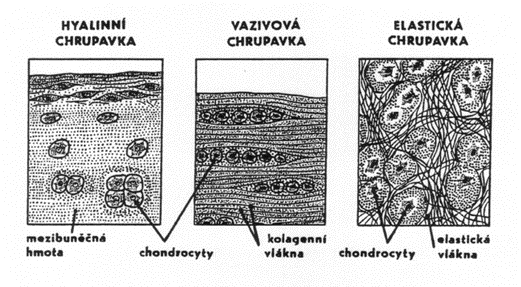 HYALINNÍ
CHRUPAVKA
VAZIVOVÁ
CHRUPAVKA
ELASTICKÁ
CHRUPAVKA
mezibuněčná
hmota
chondrocyty
kolagenní
vlákna
chondrocyty
elastická
vlákna